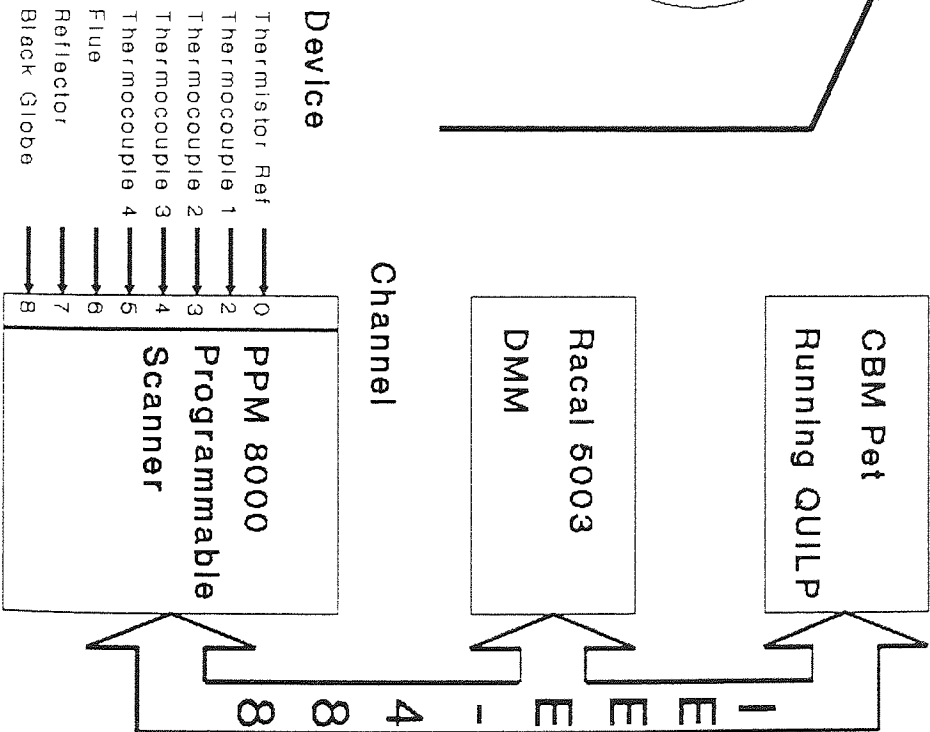 CBM Pet
Running QUILP
Racal 5003
DMM
IEEE-488
Channel
Device
Thermistor Ref 0
Thermocouple 1 2
Thermocouple 2 3
Thermocouple 3 4
Thermocouple 4 5
Flue 6
Reflector 7
Black Globe 8
PPM 8000
Programmable
Scanner